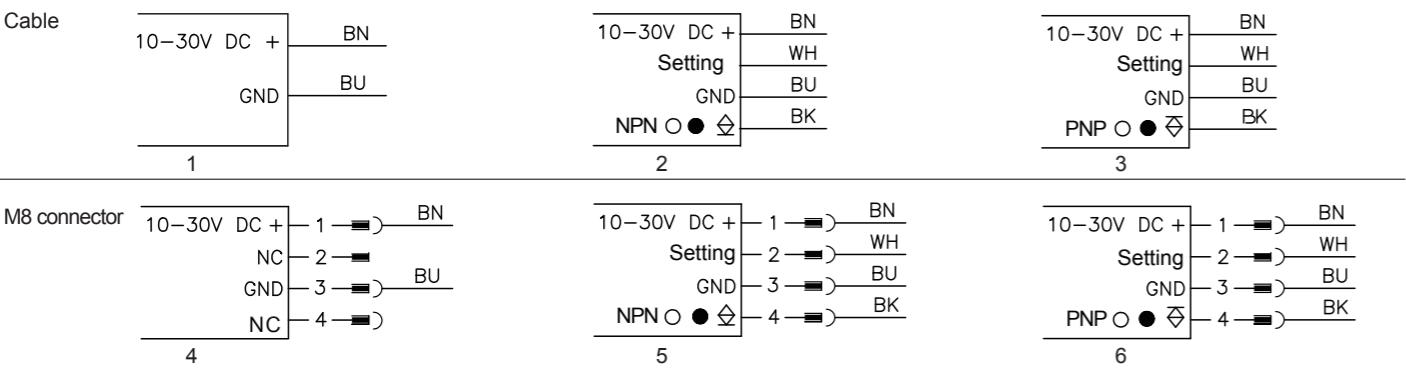 Cable
10-30V DC + BN
GND BU
1
10-30V DC + BN
Setting WH
GND BU
NPN BK
2
10-30V DC + BN
Setting WH
GND BU
PNP BK
3
M8 connector
10-30V DC + 1 BN
NC 2
GND 3 BU
NC 4
4
10-30V DC + 1 BN
Setting 2 WH
GND 3 BU
NPN 4 BK
5
10-30V DC + 1 BN
Setting 2 WH
GND 3 BU
PNP 4 BK
6